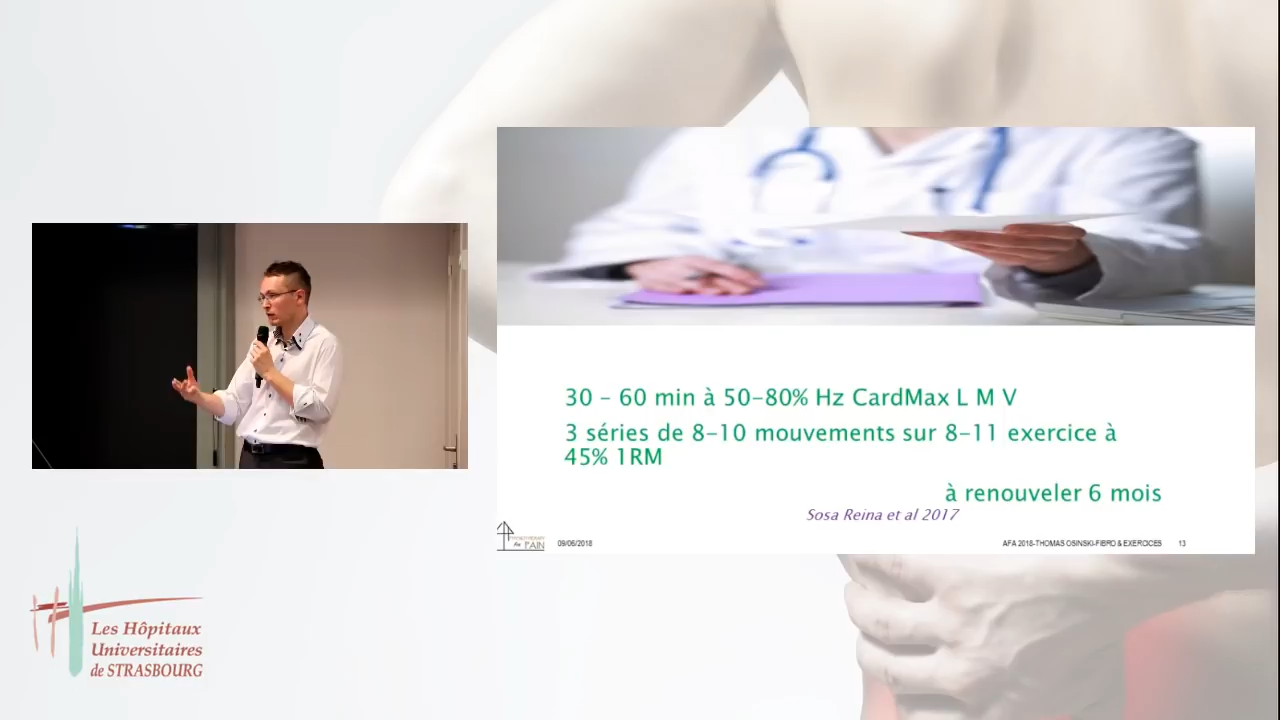 30 – 60 min à 50-80% Hz CardMax L M V
3 séries de 8-10 mouvements sur 8-11 exercice à
45% 1RM
à renouveler 6 mois
Sosa Reina et al 2017
PAIN
09/06/2018
AFA 2018-THOMAS OSINSKI-FIBRO & EXERCICES
13
Les Hôpitaux
Universitaires
de STRASBOURG